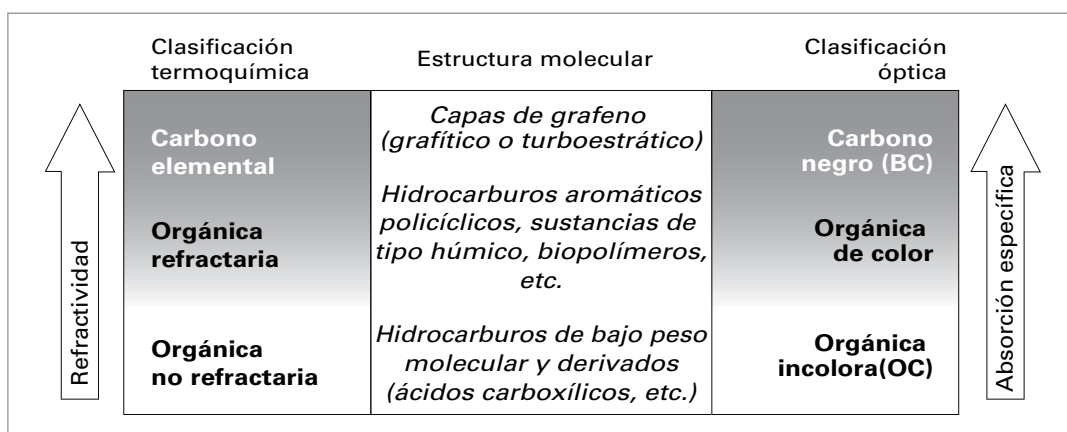 Clasificación
termoquímica
Estructura molecular
Clasificación
óptica
Refractividad
Carbono
elemental
Capas de grafeno
(grafítico o turboestrático)
Carbono
negro (BC)
Orgánica
refractaria
Hidrocarburos aromáticos
policíclicos, sustancias de
tipo húmico, biopolímeros,
etc.
Orgánica
de color
Orgánica
no refractaria
Hidrocarburos de bajo peso
molecular y derivados
(ácidos carboxílicos, etc.)
Orgánica
incolora(OC)
Absorción específica